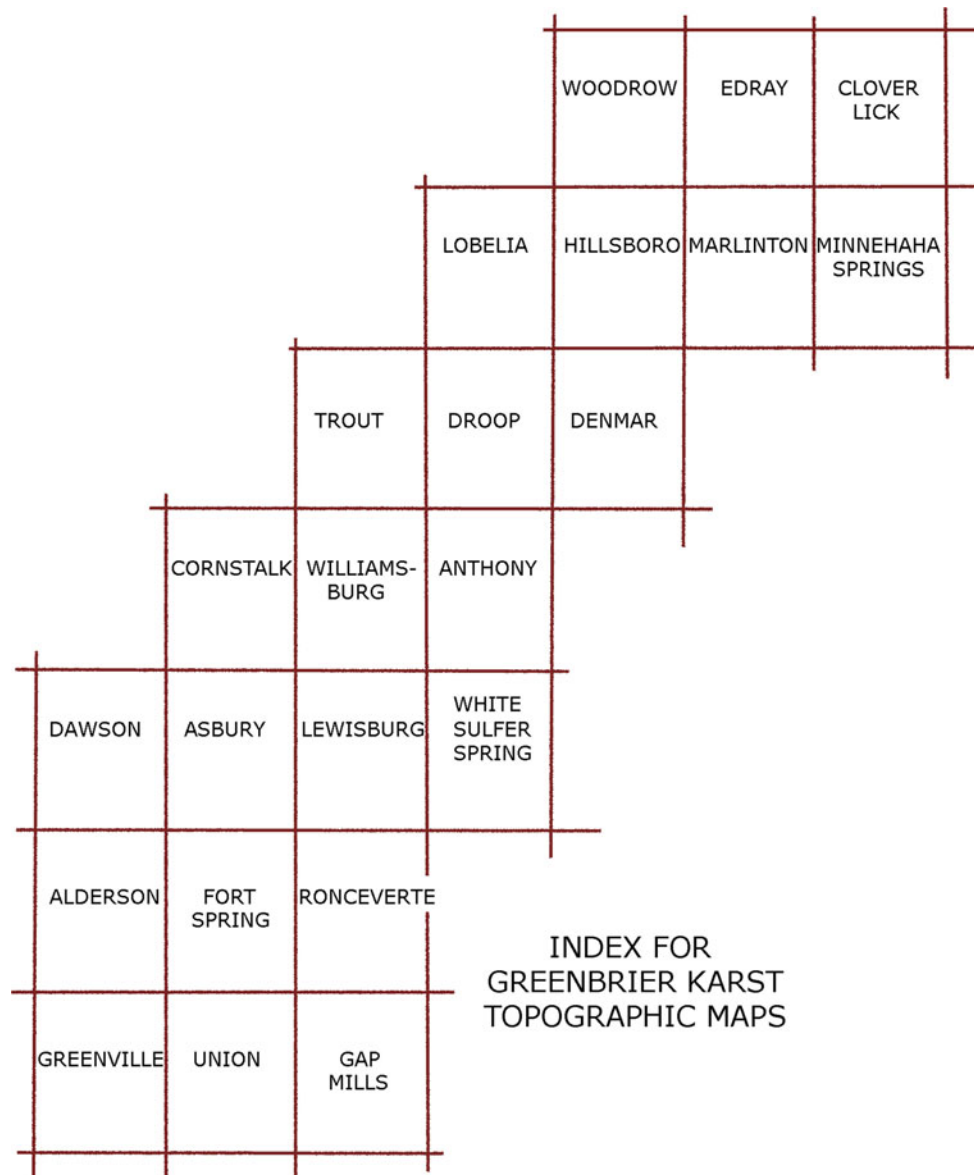 WOODROW
EDRAY
CLOVER
LICK
LOBELIA
HILLSBORO
MARLINTON
MINNEHAHA
SPRINGS
TROUT
DROOP
DENMAR
CORNSTALK
WILLIAMS-
BURG
ANTHONY
DAWSON
ASBURY
LEWISBURG
WHITE
SULFER
SPRING
ALDERSON
FORT
SPRING
RONCEVERTE
INDEX FOR
GREENBRIER KARST
TOPOGRAPHIC MAPS
GREENVILLE
UNION
GAP
MILLS